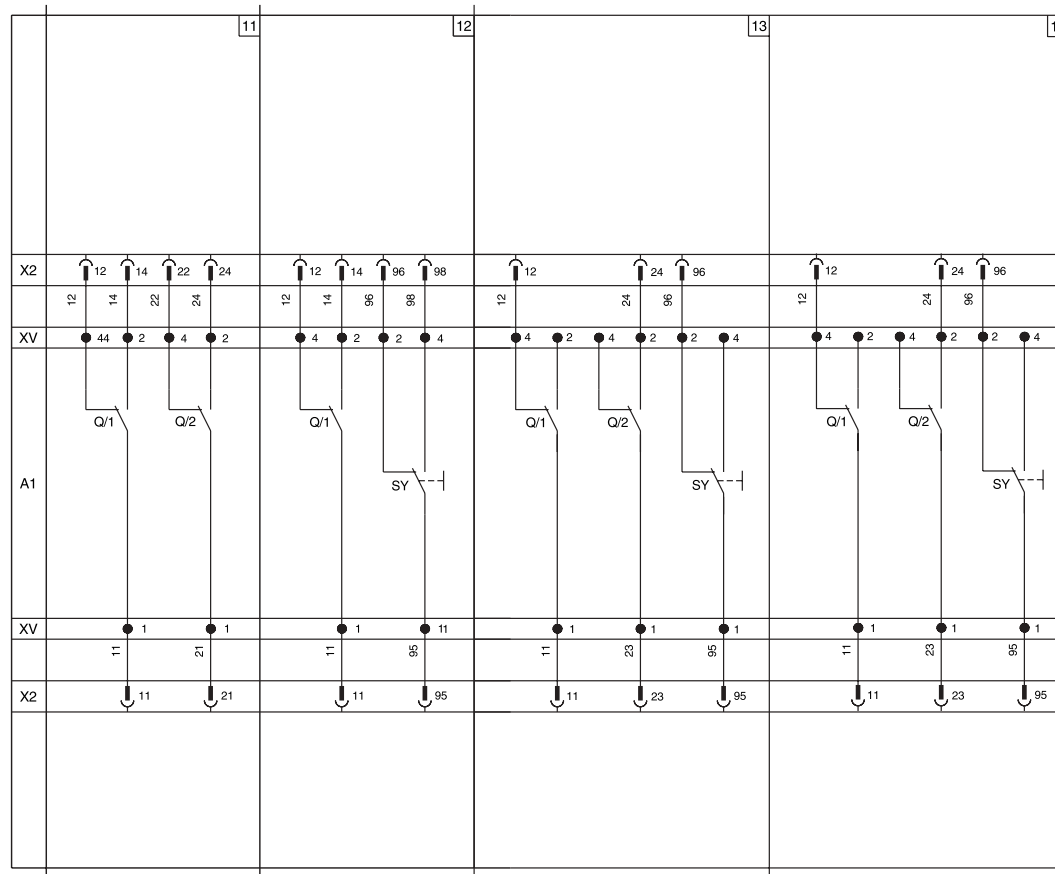 11 12 13 1
X2 12 14 22 24 12 14 96 98 12 24 96 12 24 96
12 14 22 24 12 14 96 98 12 24 96 12 24 96
XV 44 2 4 2 4 2 2 4 4 2 4 2 2 4 4 2 4 2 2 4
Q/1 Q/2 Q/1 Q/1 Q/2 Q/1 Q/2
A1 SY SY SY
XV 1 1 1 11 1 1 1 1 1 1
11 21 11 95 11 23 95 11 23 95
X2 11 21 11 95 11 23 95 11 23 95